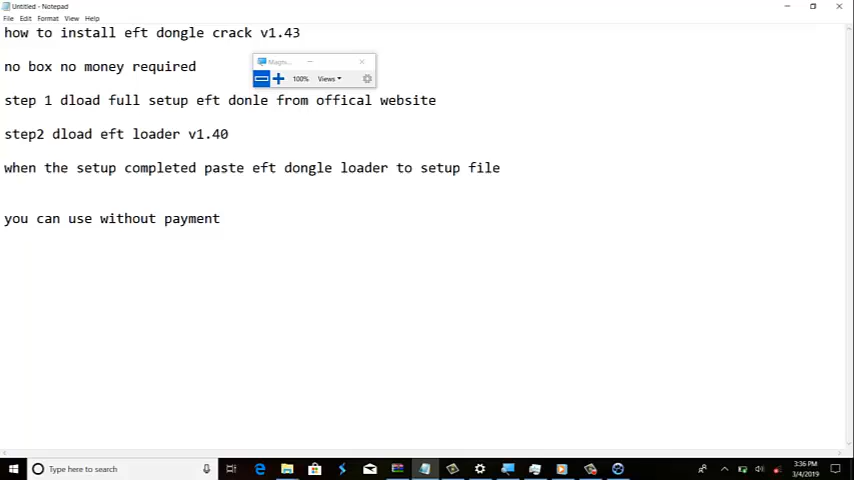 Untitled - Notepad
File Edit Format View Help
how to install eft dongle crack v1.43
Magni...
no box no money required
100% Views
step 1 dload full setup eft donle from offical website
step2 dload eft loader v1.40
when the setup completed paste eft dongle loader to setup file
you can use without payment
Type here to search
3:36 PM
3/4/2019